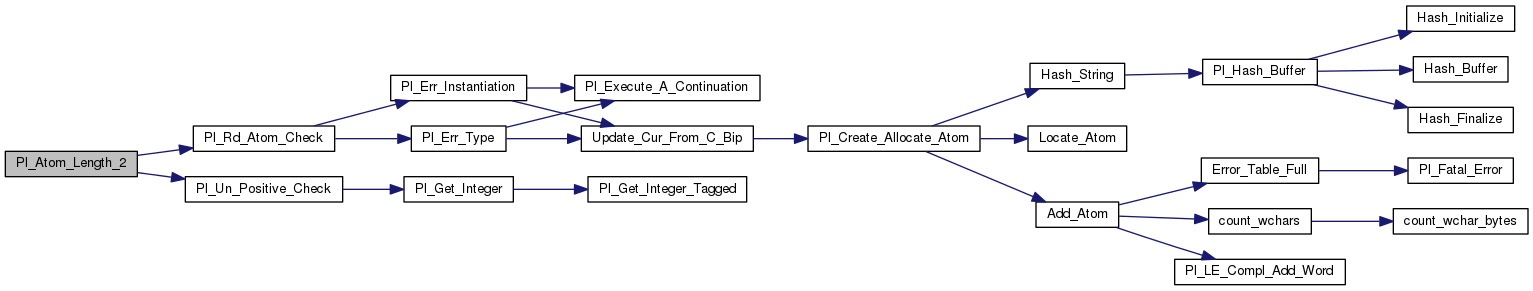 Pl_Atom_Length_2
Pl_Rd_Atom_Check
Pl_Un_Positive_Check
Pl_Err_Instantiation
Pl_Err_Type
Pl_Get_Integer
Pl_Execute_A_Continuation
Update_Cur_From_C_Bip
Pl_Get_Integer_Tagged
Pl_Create_Allocate_Atom
Hash_String
Locate_Atom
Add_Atom
Pl_Hash_Buffer
Error_Table_Full
count_wchars
Pl_LE_Compl_Add_Word
Hash_Initialize
Hash_Buffer
Hash_Finalize
Pl_Fatal_Error
count_wchar_bytes